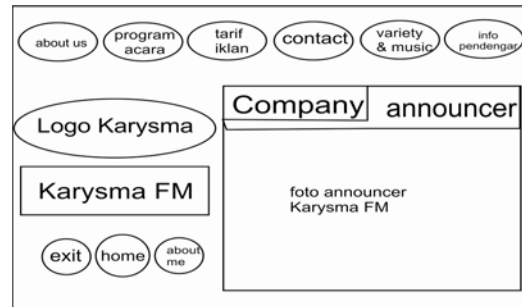 about us
program
acara
tarif
iklan
contact
variety
& music
info
pendengar
Logo Karysma
Karysma FM
exit
home
about
me
Company
announcer
foto announcer
Karysma FM